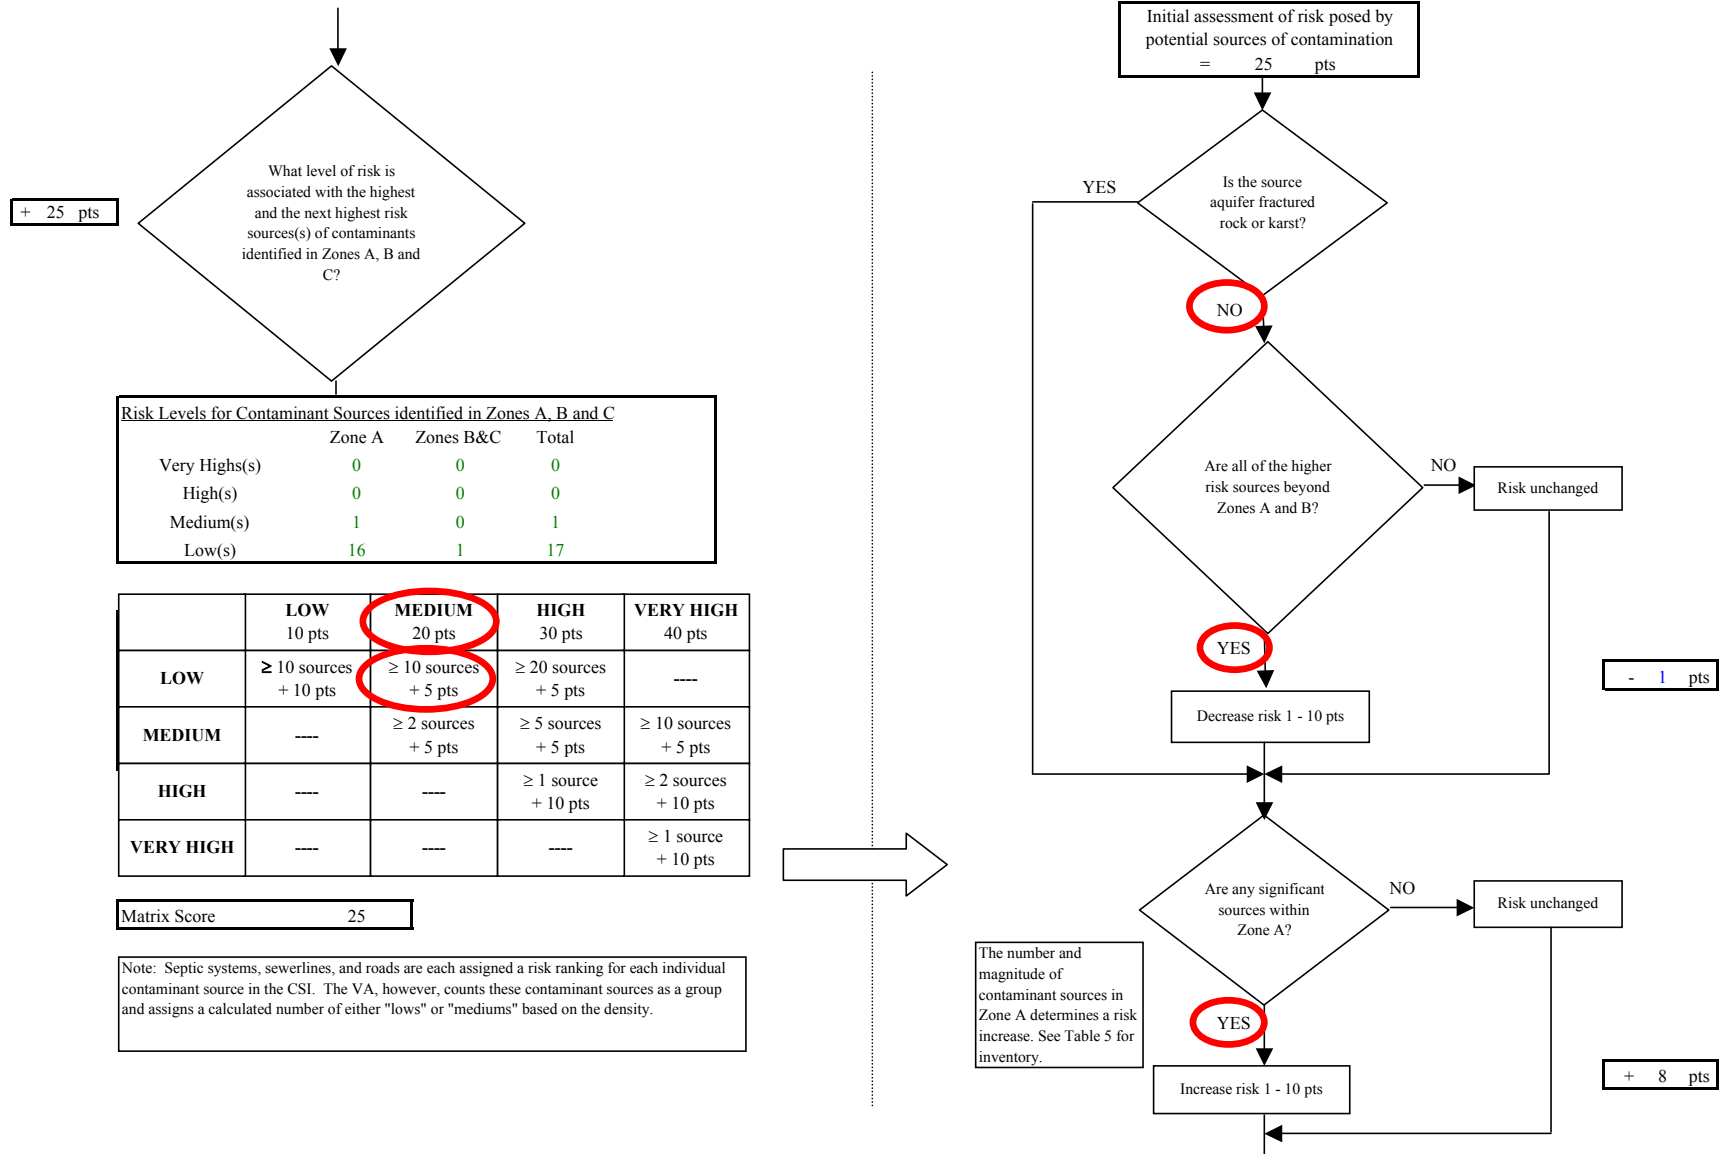 What level of risk is
associated with the highest
and the next highest risk
sources(s) of contaminants
identified in Zones A, B and
C?
+ 25 pts
Risk Levels for Contaminant Sources identified in Zones A, B and C
Zone A Zones B&C Total
Very Highs(s) 0 0 0
High(s) 0 0 0
Medium(s) 1 0 1
Low(s) 16 1 17
LOW MEDIUM HIGH VERY HIGH
10 pts 20 pts 30 pts 40 pts
LOW ≥ 10 sources ≥ 10 sources ≥ 20 sources ----
+ 10 pts + 5 pts + 5 pts
MEDIUM ---- ≥ 2 sources ≥ 5 sources ≥ 10 sources
+ 5 pts + 5 pts + 5 pts
HIGH ---- ---- ≥ 1 source ≥ 2 sources
+ 10 pts + 10 pts
VERY HIGH ---- ---- ---- ≥ 1 source
+ 10 pts
Matrix Score 25
Note: Septic systems, sewerlines, and roads are each assigned a risk ranking for each individual
contaminant source in the CSI. The VA, however, counts these contaminant sources as a group
and assigns a calculated number of either "lows" or "mediums" based on the density.
Initial assessment of risk posed by
potential sources of contamination
= 25 pts
Is the source
aquifer fractured
rock or karst?
YES
NO
Are all of the higher
risk sources beyond
Zones A and B?
NO
Risk unchanged
YES
Decrease risk 1 - 10 pts
- 1 pts
Are any significant
sources within
Zone A?
NO
Risk unchanged
The number and
magnitude of
contaminant sources in
Zone A determines a risk
increase. See Table 5 for
inventory.
YES
Increase risk 1 - 10 pts
+ 8 pts